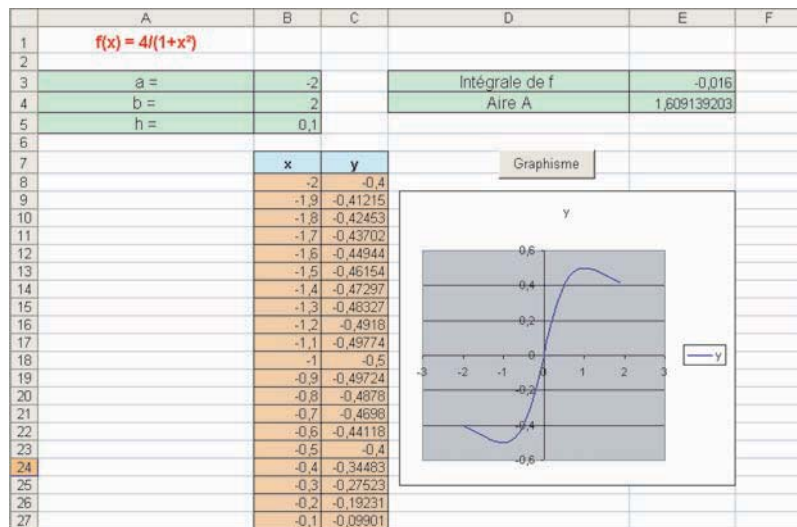 A B C D E F
1 f(x) = 4/(1+x²)
2
3 a = -2 Intégrale de f -0,016
4 b = 2 Aire A 1,609139203
5 h = 0,1
6
7 x y Graphisme
8 -2 -0,4
9 -1,9 -0,41215
10 -1,8 -0,42453
11 -1,7 -0,43702
12 -1,6 -0,44944
13 -1,5 -0,46154
14 -1,4 -0,47297
15 -1,3 -0,48327
16 -1,2 -0,4918
17 -1,1 -0,49774
18 -1 -0,5
19 -0,9 -0,49724
20 -0,8 -0,4878
21 -0,7 -0,4698
22 -0,6 -0,44118
23 -0,5 -0,4
24 -0,4 -0,34483
25 -0,3 -0,27523
26 -0,2 -0,19231
27 -0,1 -0,09901
y
0,6
0,4
0,2
0
-3 -2 -1 0 1 2 3
-0,2
-0,4
-0,6
y